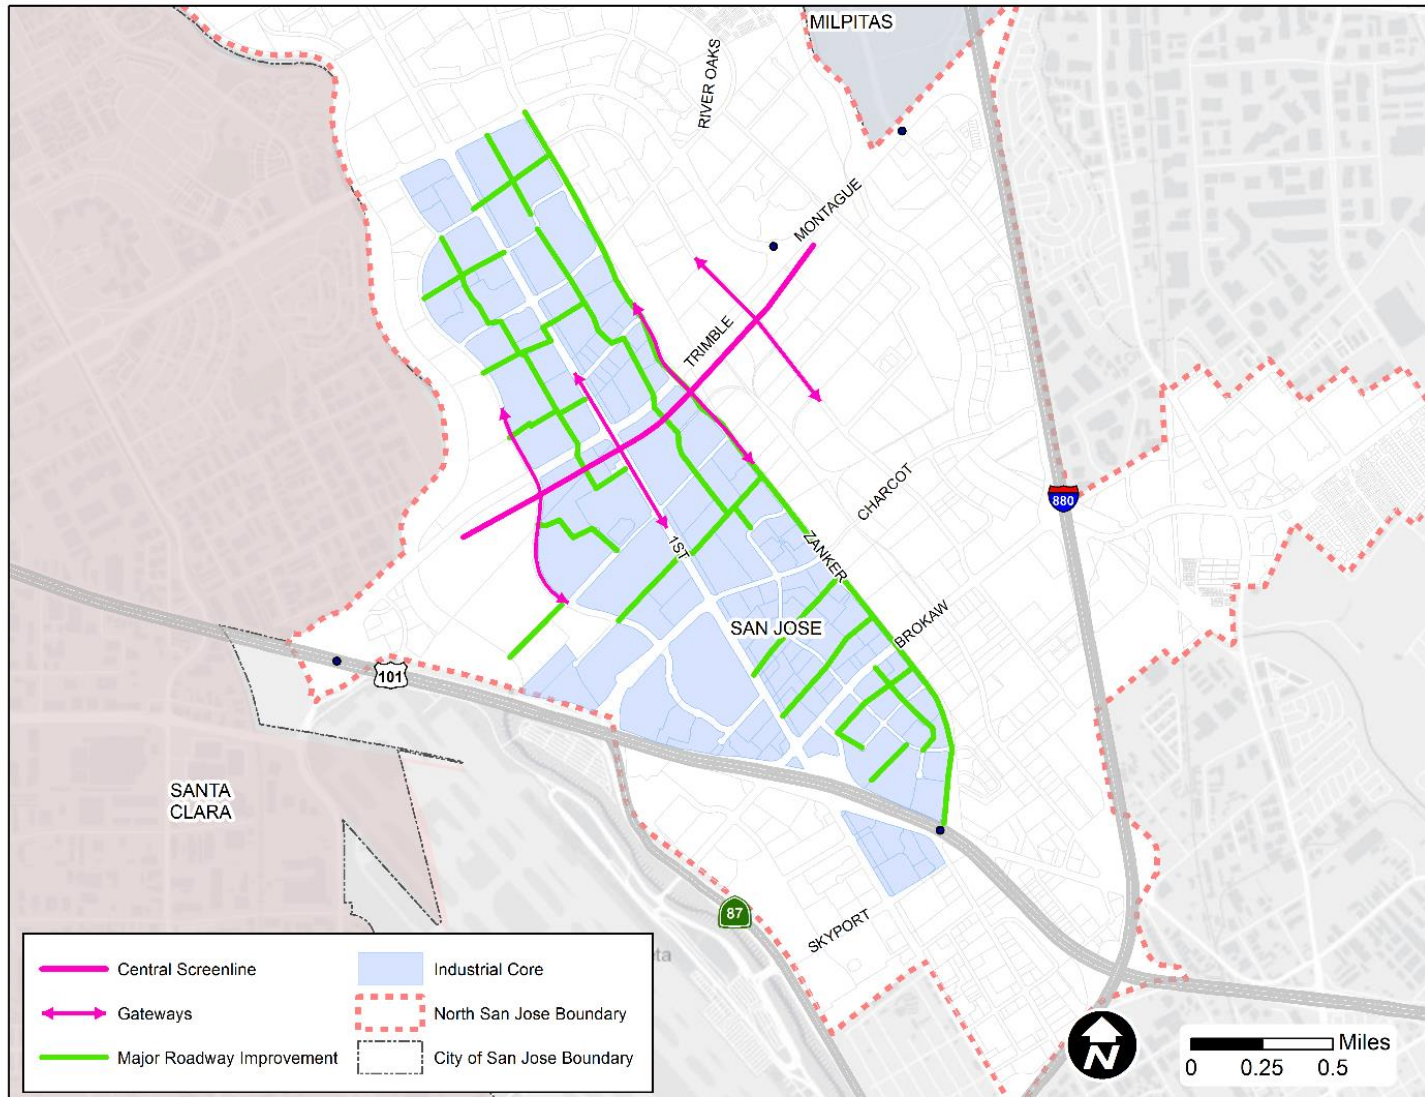 MILPITAS
RIVER OAKS
MONTAGUE
TRIMBLE
CHARCOT
880
1ST
ZANKER
SAN JOSE
BROKAW
101
SANTA
CLARA
87
SKYPORT
ta
Central Screenline
Gateways
Major Roadway Improvement
Industrial Core
North San Jose Boundary
City of San Jose Boundary
N
Miles
0 0.25 0.5